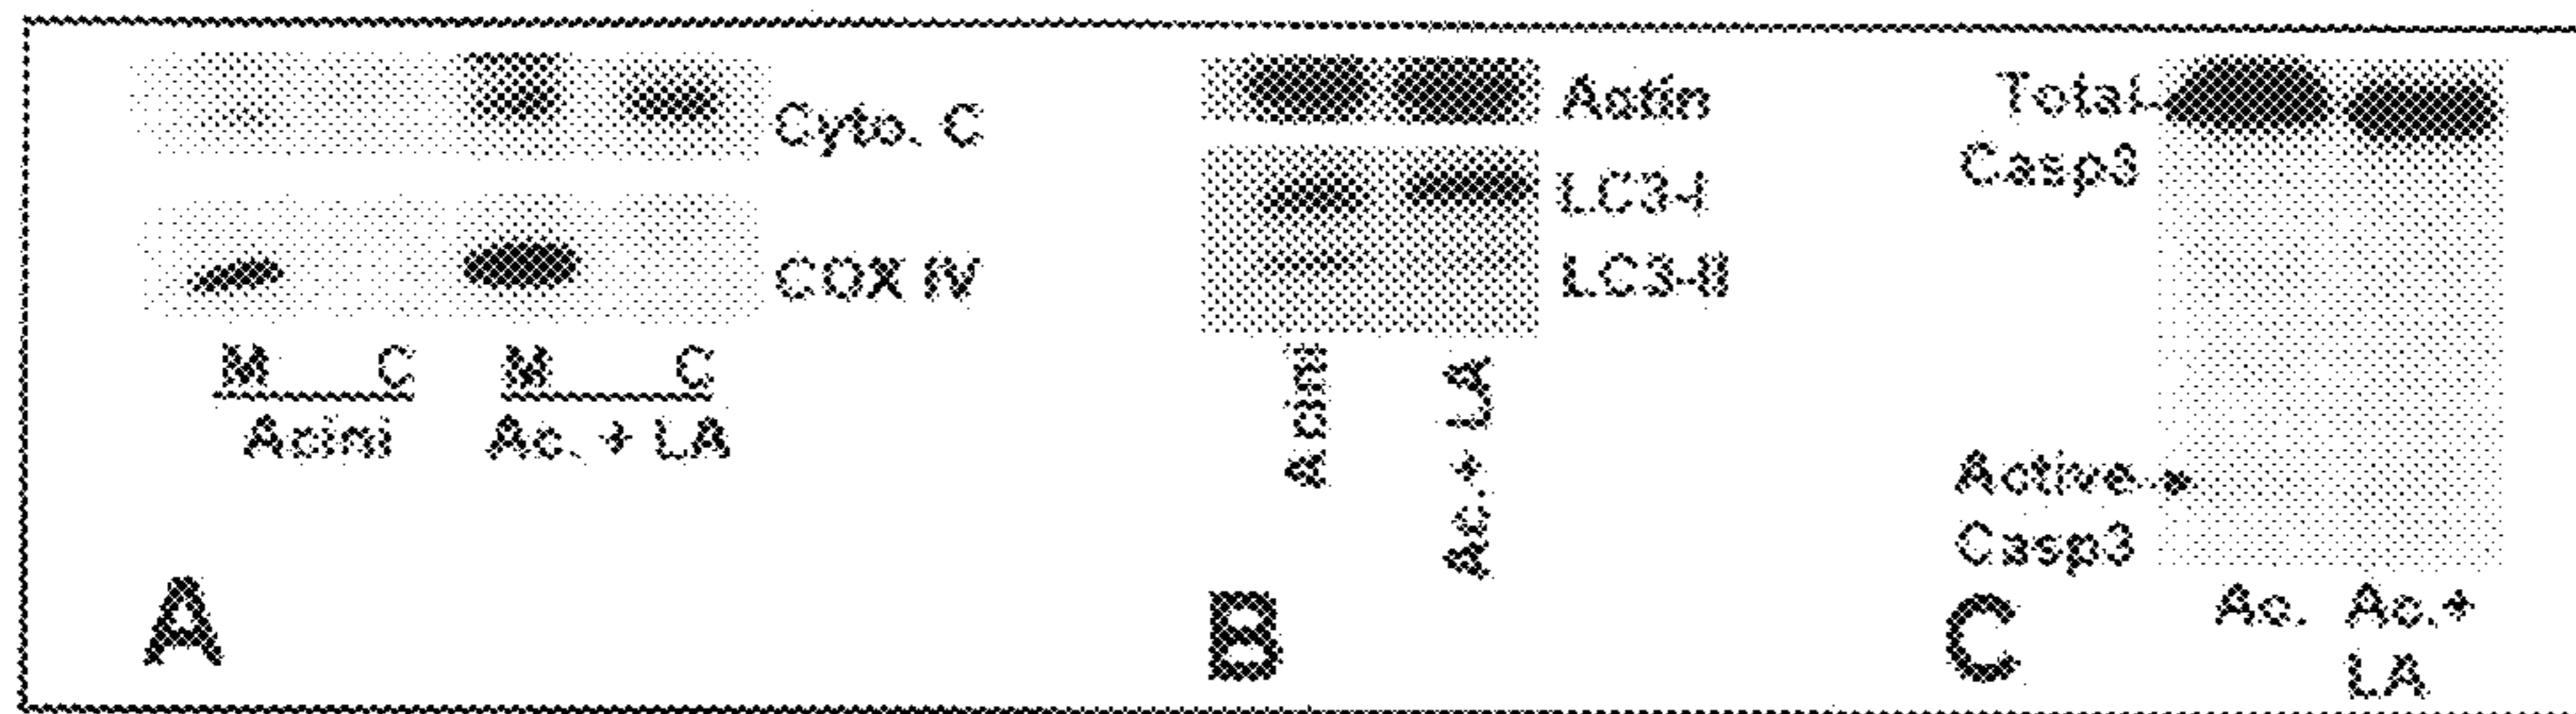 Cyto. C
COX IV
M C M C
Acini Ac. + LA
A
Actin
LC3-I
LC3-II
Acini
Ac.+ LA
B
Total
Casp3
Active
Casp3
Ac. Ac.+
LA
C